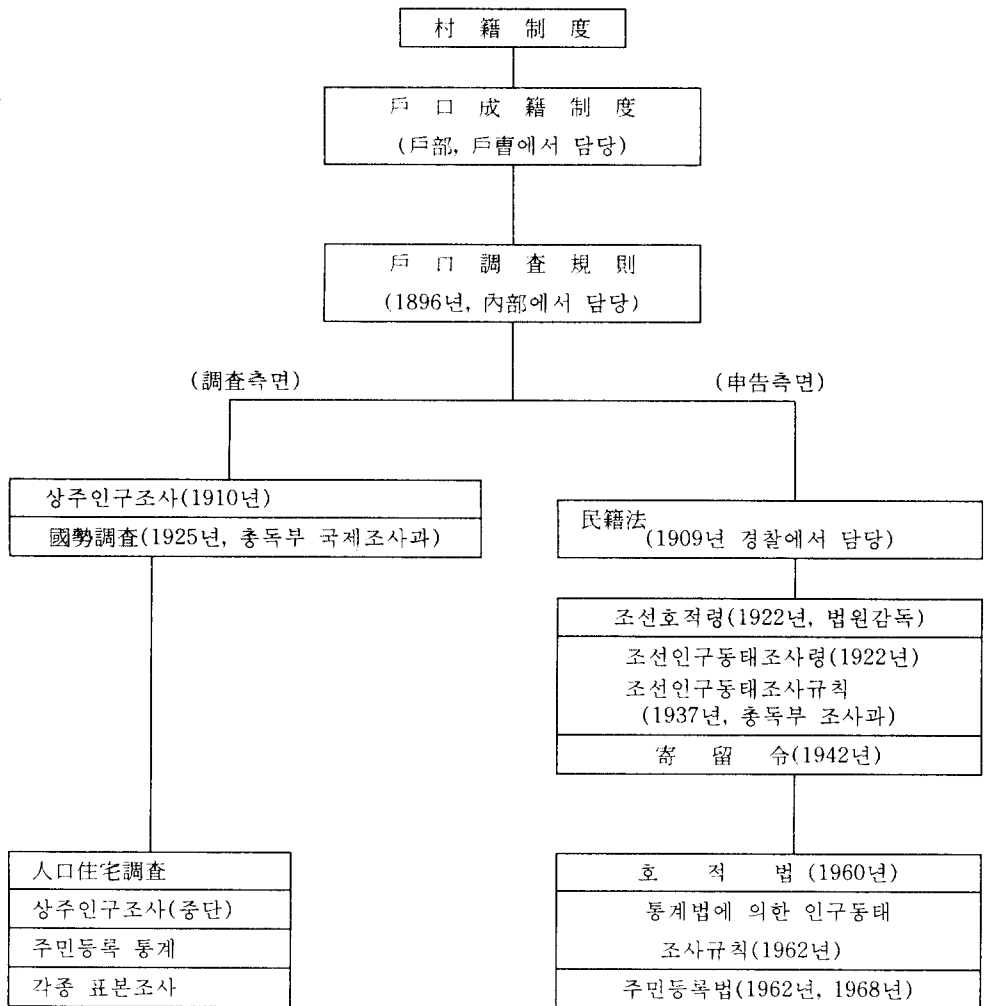 村 籍 制 度
戶 口 成 籍 制 度
(戶部, 戶曹에서 담당)
戶 口 調 査 規 則
(1896년, 內部에서 담당)
(調査측면)
(申告측면)
상주인구조사(1910년)
國勢調査(1925년, 총독부 국제조사과)
民籍法
(1909년 경찰에서 담당)
조선호적령(1922년, 법원감독)
조선인구동태조사령(1922년)
조선인구동태조사규칙
(1937년, 총독부 조사과)
寄 留 令(1942년)
人口住宅調査
상주인구조사(중단)
주민등록 통계
각종 표본조사
호 적 법 (1960년)
통계법에 의한 인구동태
조사규칙(1962년)
주민등록법(1962년, 1968년)